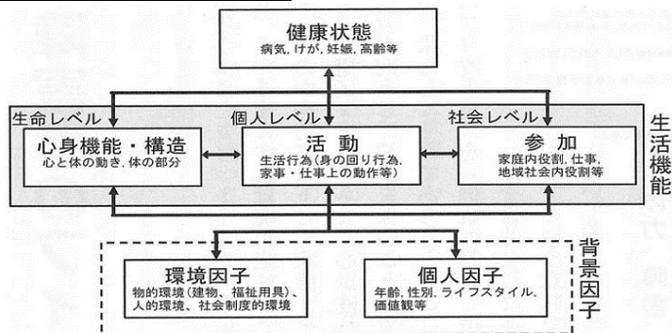 健康状態
病気, けが, 妊娠, 高齢等
生命レベル
個人レベル
社会レベル
心身機能・構造
心と体の動き, 体の部分
活 動
生活行為(身の回り行為,
家事・仕事上の動作等)
参 加
家庭内役割, 仕事,
地域社会内役割等
生活機能
環境因子
物的環境(建物、福祉用具)、
人的環境、社会制度的環境
個人因子
年齢, 性別, ライフスタイル,
価値観等
背景因子